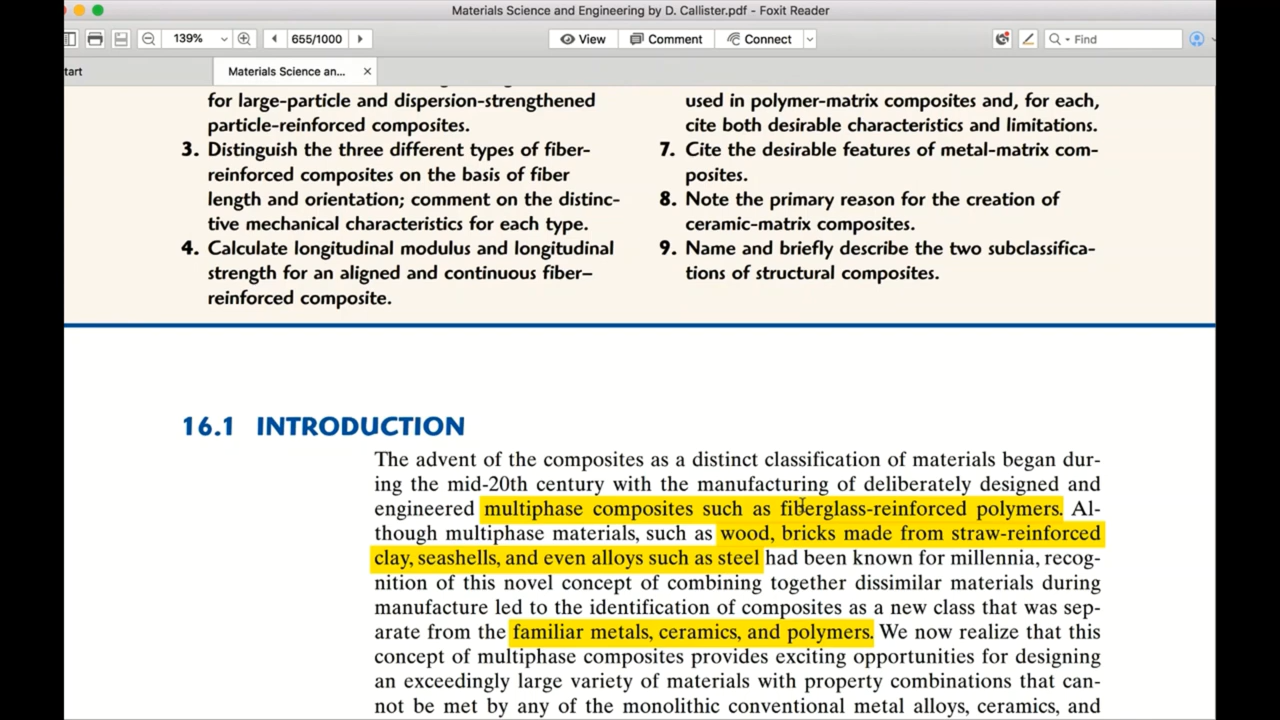 Materials Science and Engineering by D. Callister.pdf - Foxit Reader
139%
655/1000
View
Comment
Connect
Find
tart
Materials Science an...
for large-particle and dispersion-strengthened
particle-reinforced composites.
3. Distinguish the three different types of fiber-
reinforced composites on the basis of fiber
length and orientation; comment on the distinc-
tive mechanical characteristics for each type.
4. Calculate longitudinal modulus and longitudinal
strength for an aligned and continuous fiber–
reinforced composite.
used in polymer-matrix composites and, for each,
cite both desirable characteristics and limitations.
7. Cite the desirable features of metal-matrix com-
posites.
8. Note the primary reason for the creation of
ceramic-matrix composites.
9. Name and briefly describe the two subclassifica-
tions of structural composites.
16.1 INTRODUCTION
The advent of the composites as a distinct classification of materials began dur-
ing the mid-20th century with the manufacturing of deliberately designed and
engineered multiphase composites such as fiberglass-reinforced polymers. Al-
though multiphase materials, such as wood, bricks made from straw-reinforced
clay, seashells, and even alloys such as steel had been known for millennia, recog-
nition of this novel concept of combining together dissimilar materials during
manufacture led to the identification of composites as a new class that was sep-
arate from the familiar metals, ceramics, and polymers. We now realize that this
concept of multiphase composites provides exciting opportunities for designing
an exceedingly large variety of materials with property combinations that can-
not be met by any of the monolithic conventional metal alloys, ceramics, and